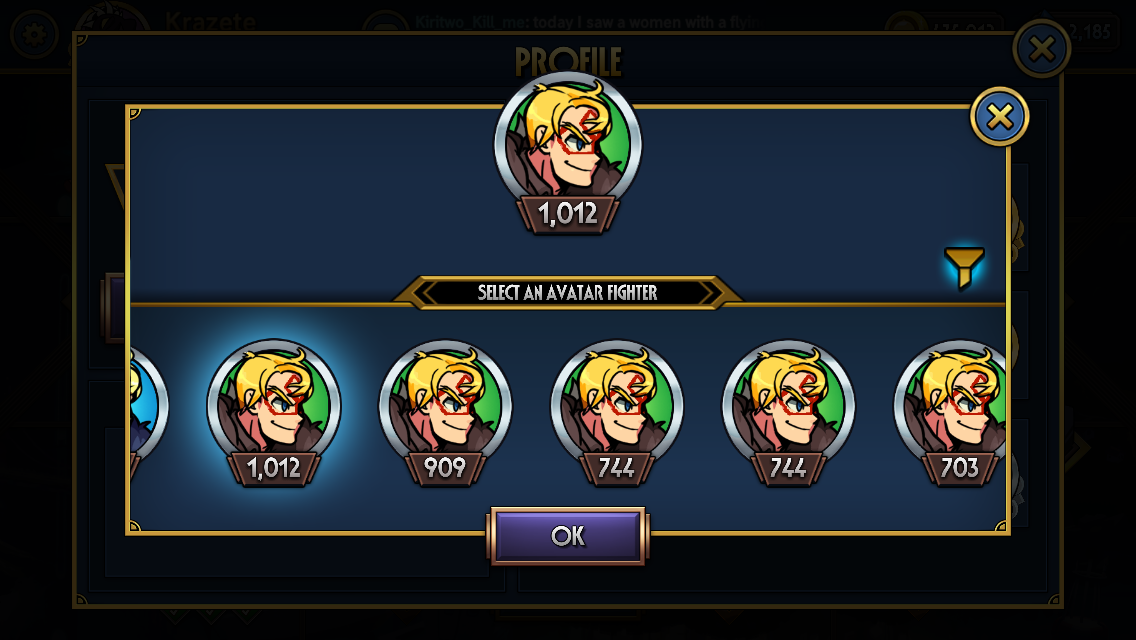 Krazete
Kiritwo_Kill_me: today I saw a women with a flyin
2,185
PROFILE
1,012
SELECT AN AVATAR FIGHTER
1,012
909
744
744
703
OK